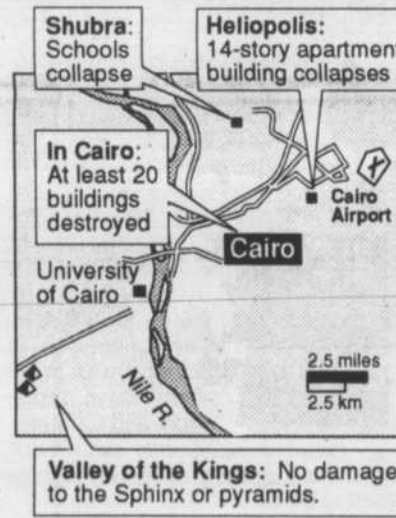 Shubra:
Schools
collapse
Heliopolis:
14-story apartment
building collapses
In Cairo:
At least 20
buildings
destroyed
Cairo
Airport
Cairo
University
of Cairo
2.5 miles
2.5 km
Nile R.
Valley of the Kings: No damage
to the Sphinx or pyramids.